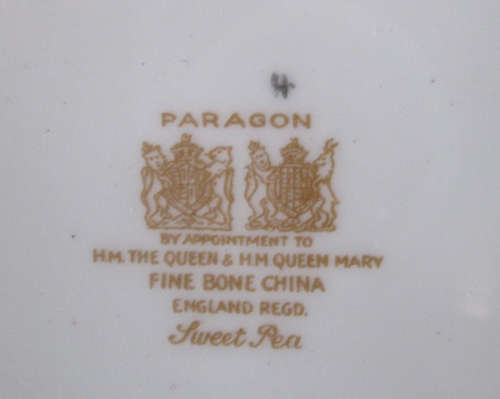 PARAGON
BY APPOINTMENT TO
H.M. THE QUEEN & H.M QUEEN MARY
FINE BONE CHINA
ENGLAND REGD.
Sweet Pea